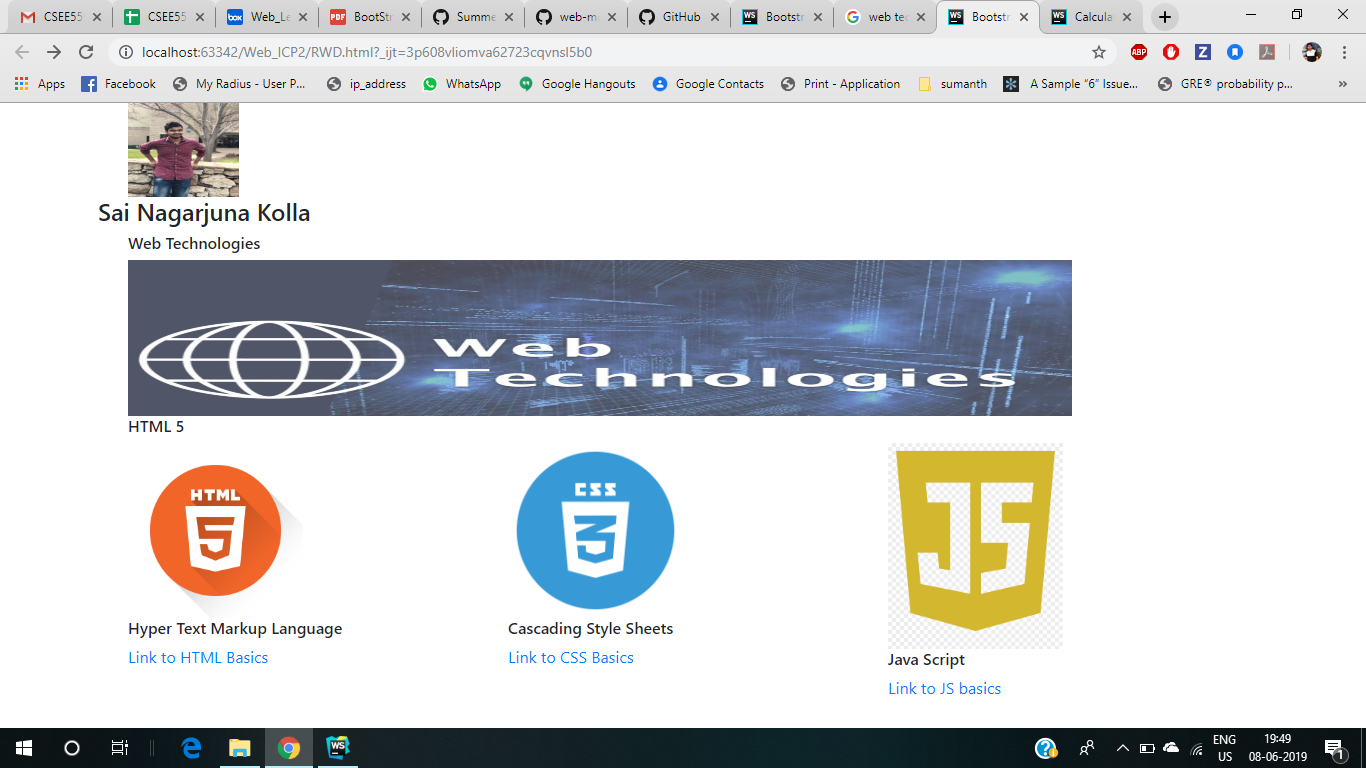 CSEE55
CSEE55
Web_Le
BootStr
Summe
web-m
GitHub
Bootstr
web tec
Bootstr
Calcula
localhost:63342/Web_ICP2/RWD.html?_ijt=3p608vliomva62723cqvnsl5b0
ABP
Z
Apps
Facebook
My Radius - User P...
ip_address
WhatsApp
Google Hangouts
Google Contacts
Print - Application
sumanth
A Sample “6” Issue...
GRE® probability p...
»
Sai Nagarjuna Kolla
Web Technologies
Web
Technologies
HTML 5
HTML
5
CSS
3
JS
Hyper Text Markup Language
Cascading Style Sheets
Java Script
Link to HTML Basics
Link to CSS Basics
Link to JS basics
WS
ENG
US
19:49
08-06-2019
1